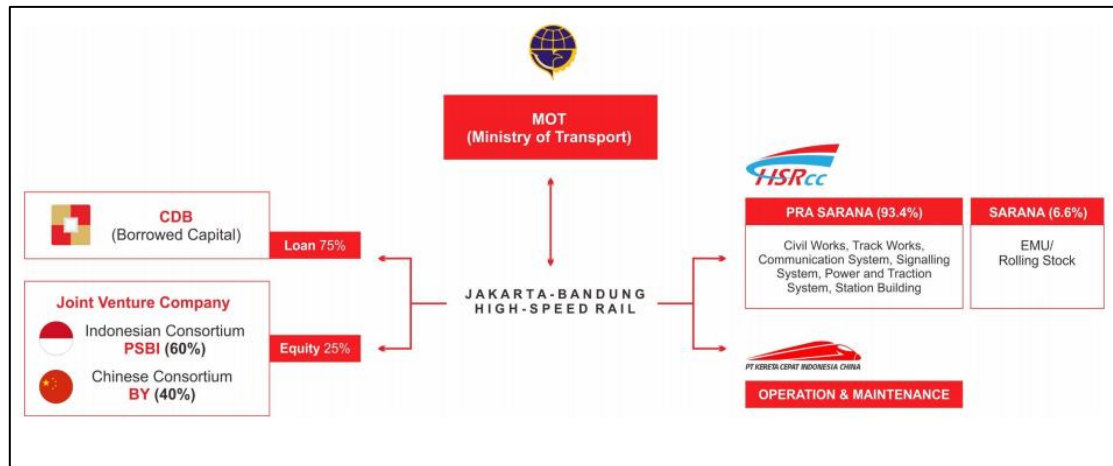 MOT
(Ministry of Transport)
CDB
(Borrowed Capital)
Loan 75%
Joint Venture Company
Indonesian Consortium
PSBI (60%)
Chinese Consortium
BY (40%)
Equity 25%
JAKARTA-BANDUNG
HIGH-SPEED RAIL
HSRcc
PRA SARANA (93.4%)
Civil Works, Track Works,
Communication System, Signalling
System, Power and Traction
System, Station Building
SARANA (6.6%)
EMU/
Rolling Stock
PT KERETA CEPAT INDONESIA CHINA
OPERATION & MAINTENANCE